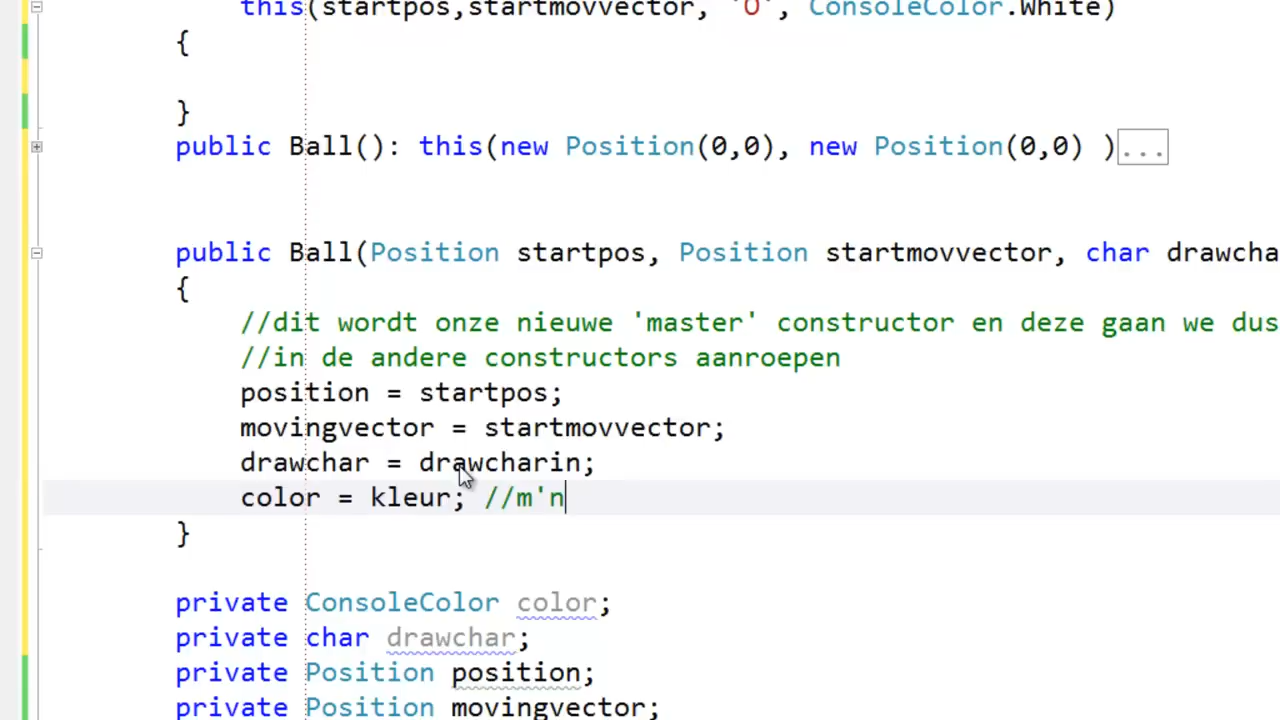 this(startpos,startmovvector, 'O', ConsoleColor.White)
{
}
public Ball(): this(new Position(0,0), new Position(0,0) )...
public Ball(Position startpos, Position startmovvector, char drawcha
{
//dit wordt onze nieuwe 'master' constructor en deze gaan we dus
//in de andere constructors aanroepen
position = startpos;
movingvector = startmovvector;
drawchar = drawcharin;
color = kleur; //m'n
}
private ConsoleColor color;
private char drawchar;
private Position position;
private Position movingvector;